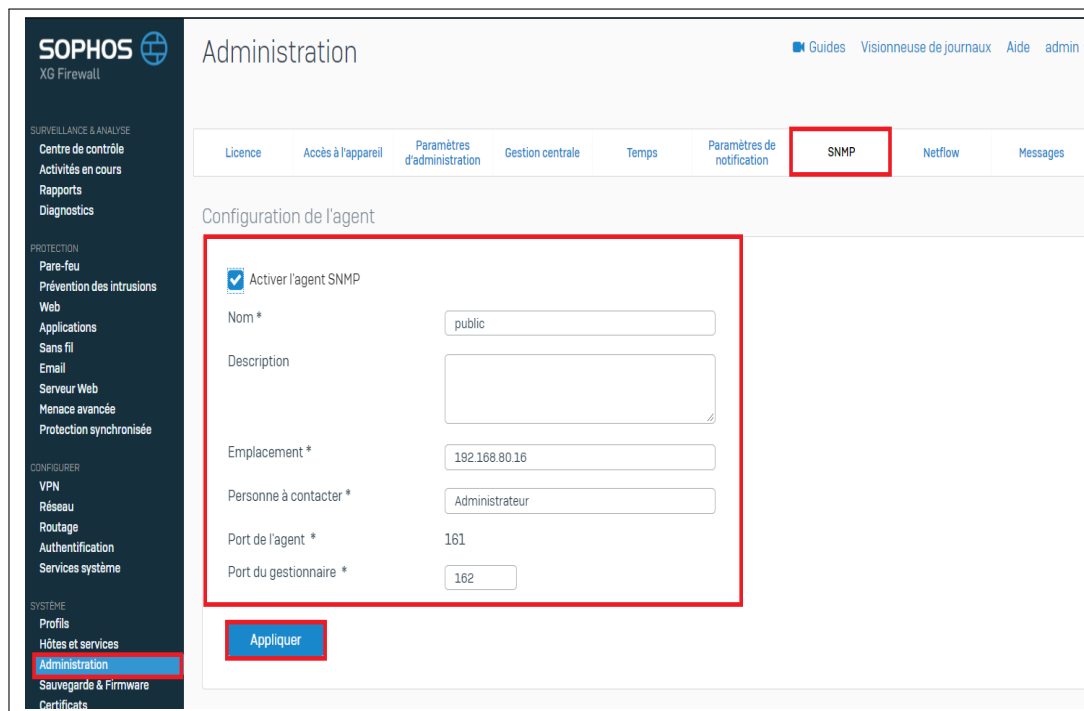 SOPHOS
XG Firewall
Administration
Guides Visionneuse de journaux Aide admin
SURVEILLANCE & ANALYSE
Centre de contrôle
Activités en cours
Rapports
Diagnostics
PROTECTION
Pare-feu
Prévention des intrusions
Web
Applications
Sans fil
Email
Serveur Web
Menace avancée
Protection synchronisée
CONFIGURER
VPN
Réseau
Routage
Authentification
Services système
SYSTÈME
Profils
Hôtes et services
Administration
Sauvegarde & Firmware
Certificats
Licence
Accès à l'appareil
Paramètres
d'administration
Gestion centrale
Temps
Paramètres de
notification
SNMP
Netflow
Messages
Configuration de l'agent
Activer l'agent SNMP
Nom * public
Description
Emplacement * 192.168.80.16
Personne à contacter * Administrateur
Port de l'agent * 161
Port du gestionnaire * 162
Appliquer